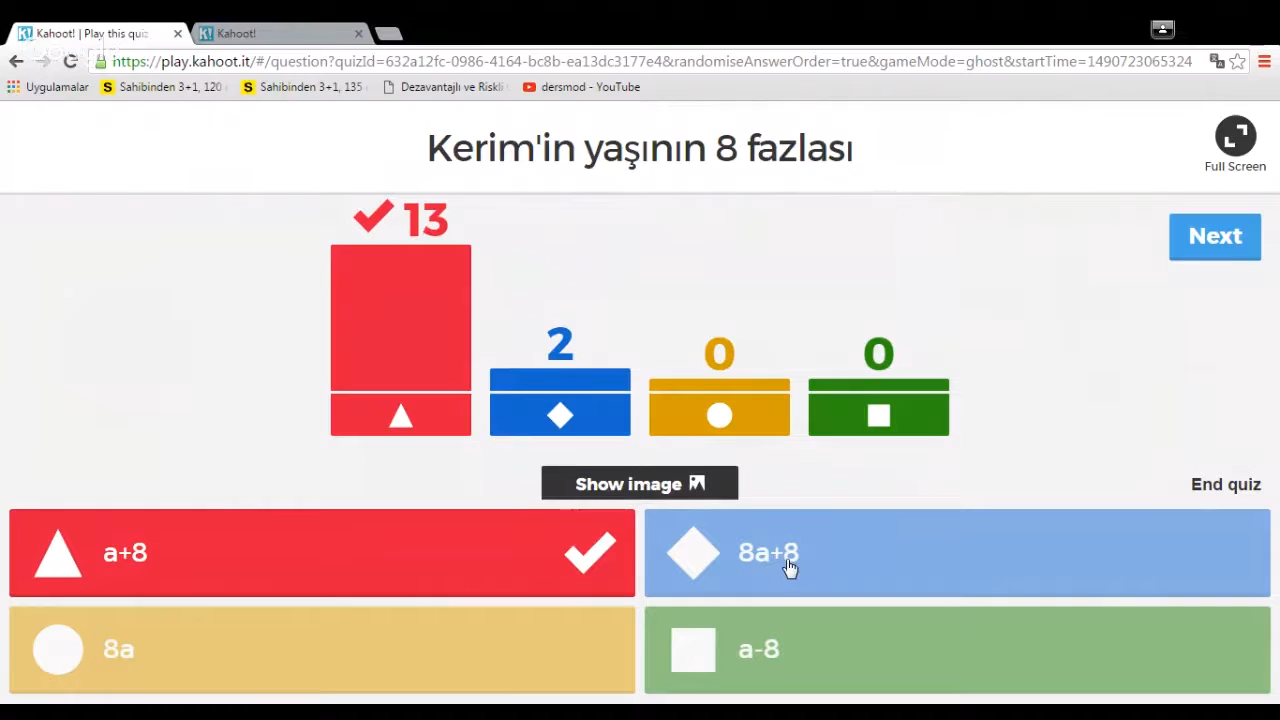 Kahoot! | Play this quiz
Kahoot!
https://play.kahoot.it/#/question?quizId=632a12fc-0986-41f4-bc8b-ea13dc3177e4&randomiseAnswerOrder=true&gameMode=ghost&startTime=1490723065324
Uygulamalar
Sahibinden 3+1, 120
Sahibinden 3+1, 135
Dezavantajlı ve Riskli
dersmod - YouTube
Kerim'in yaşının 8 fazlası
Full Screen
13
Next
2
0
0
Show image
End quiz
a+8
8a+8
8a
a-8